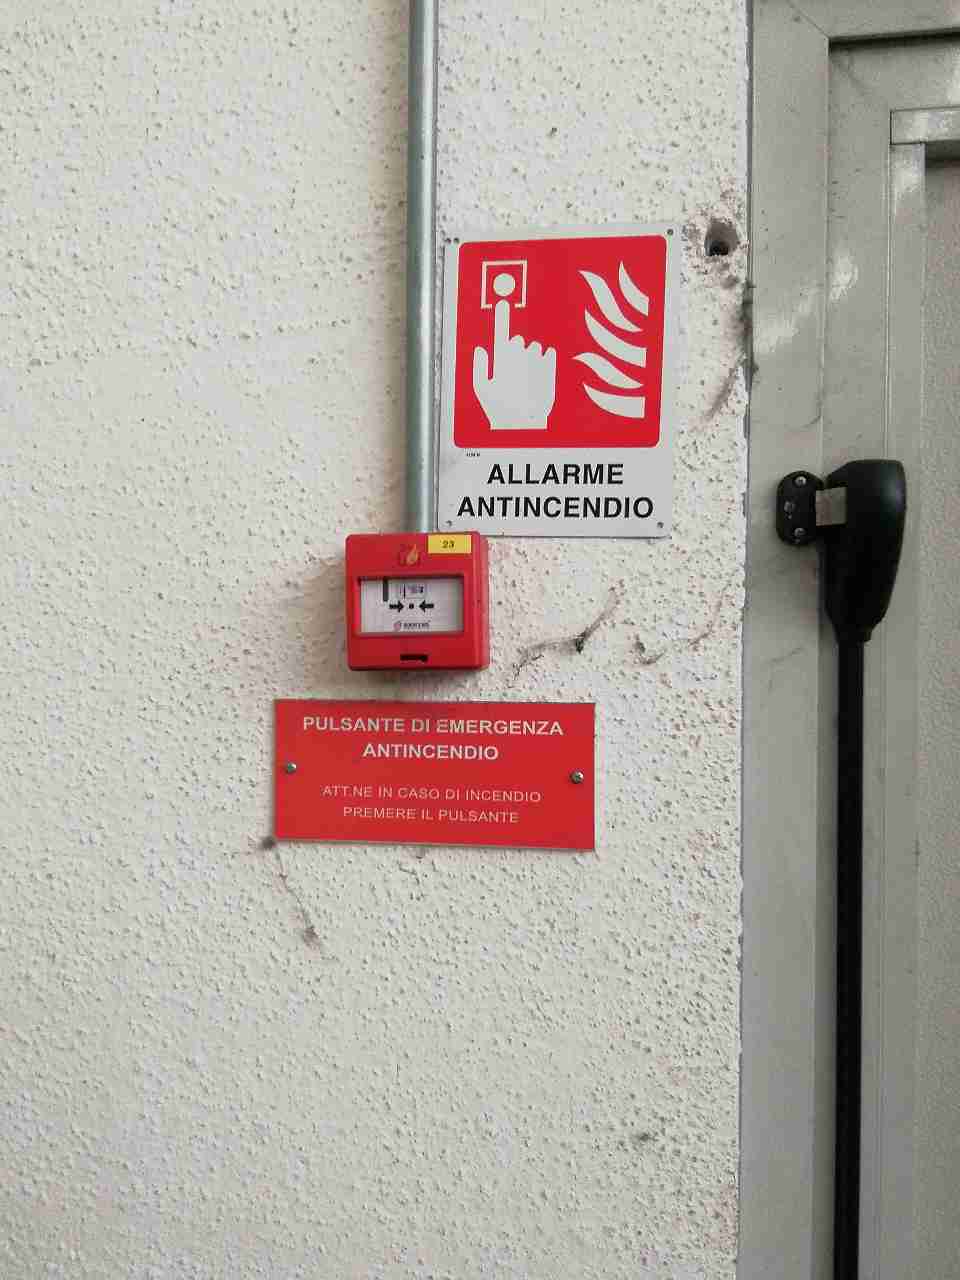 ALLARME
ANTINCENDIO
23
PULSANTE DI EMERGENZA
ANTINCENDIO
ATT.NE IN CASO DI INCENDIO
PREMERE IL PULSANTE